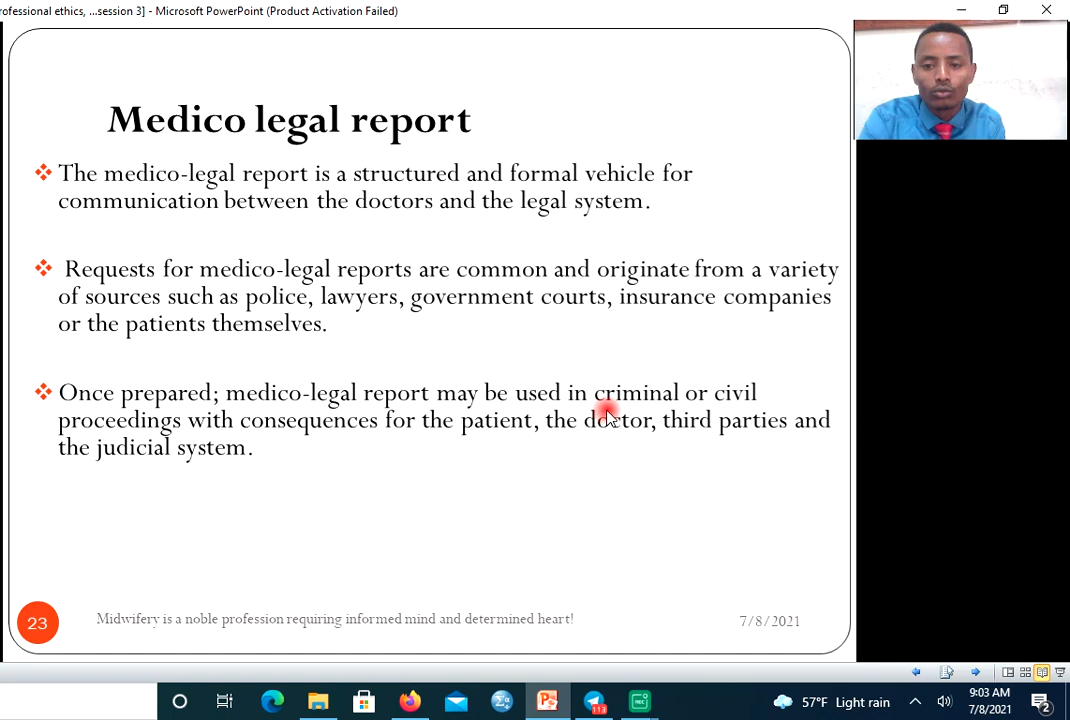 rofessional ethics, ...session 3] - Microsoft PowerPoint (Product Activation Failed)
Medico legal report
The medico-legal report is a structured and formal vehicle for
communication between the doctors and the legal system.
Requests for medico-legal reports are common and originate from a variety
of sources such as police, lawyers, government courts, insurance companies
or the patients themselves.
Once prepared; medico-legal report may be used in criminal or civil
proceedings with consequences for the patient, the doctor, third parties and
the judicial system.
23
Midwifery is a noble profession requiring informed mind and determined heart!
7/8/2021
113
REC
57°F Light rain
9:03 AM
7/8/2021
2